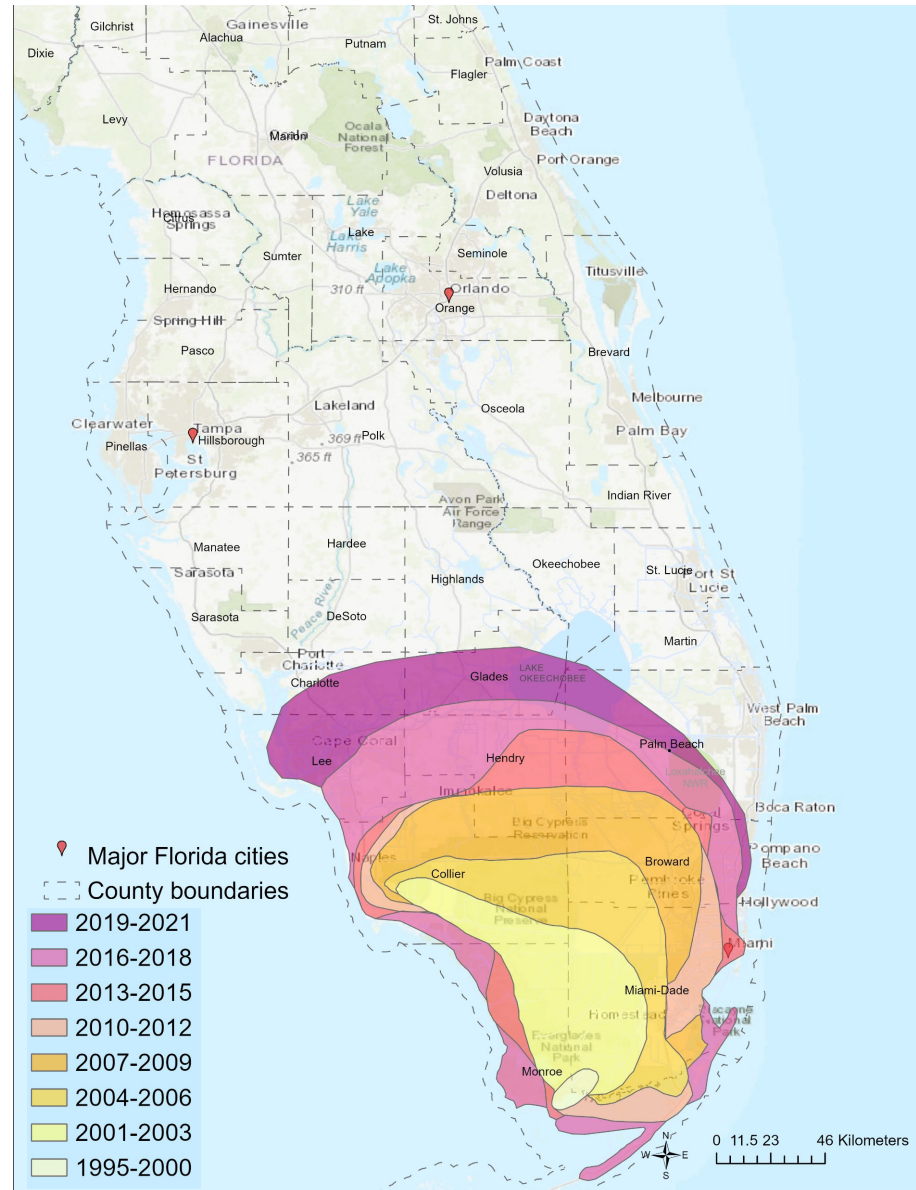 St. Johns
Gilchrist
Gainesville
Alachua
Putnam
Dixie
Palm Coast
Flagler
Levy
Daytona
Beach
Ocala
Marion
Ocala
National
Forest
FLORIDA
Port Orange
Volusia
Deltona
Lake
Yale
Homosassa
Springs
Citrus
Lake
Lake
Harris
Seminole
Sumter
Lake
Apopka
Titusville
Hernando
310 ft
Orlando
Orange
Spring Hill
Pasco
Brevard
Melbourne
Lakeland
Osceola
Clearwater
Tampa
Palm Bay
Pinellas
Hillsborough
369 ft
Polk
St
Petersburg
365 ft
Indian River
Avon Park
Air Force
Range
Manatee
Hardee
Okeechobee
Sarasota
Highlands
St. Lucie
Port St
Lucie
Sarasota
DeSoto
Peace River
Martin
Port
Charlotte
Charlotte
Glades
LAKE
OKEECHOBEE
West Palm
Beach
Cape Coral
Palm Beach
Lee
Hendry
Loxahatchee
NWR
Immokalee
Boca Raton
Coral
Springs
Big Cypress
Reservation
Major Florida cities
Naples
Broward
Pompano
Beach
Collier
Pembroke
Pines
County boundaries
Big Cypress
National
Preserve
Hollywood
2019-2021
Miami
2016-2018
2013-2015
Miami-Dade
2010-2012
Homestead
Biscayne
National
Park
2007-2009
Everglades
National
Park
Monroe
2004-2006
2001-2003
1995-2000
N
W E
S
0 11.5 23 46 Kilometers